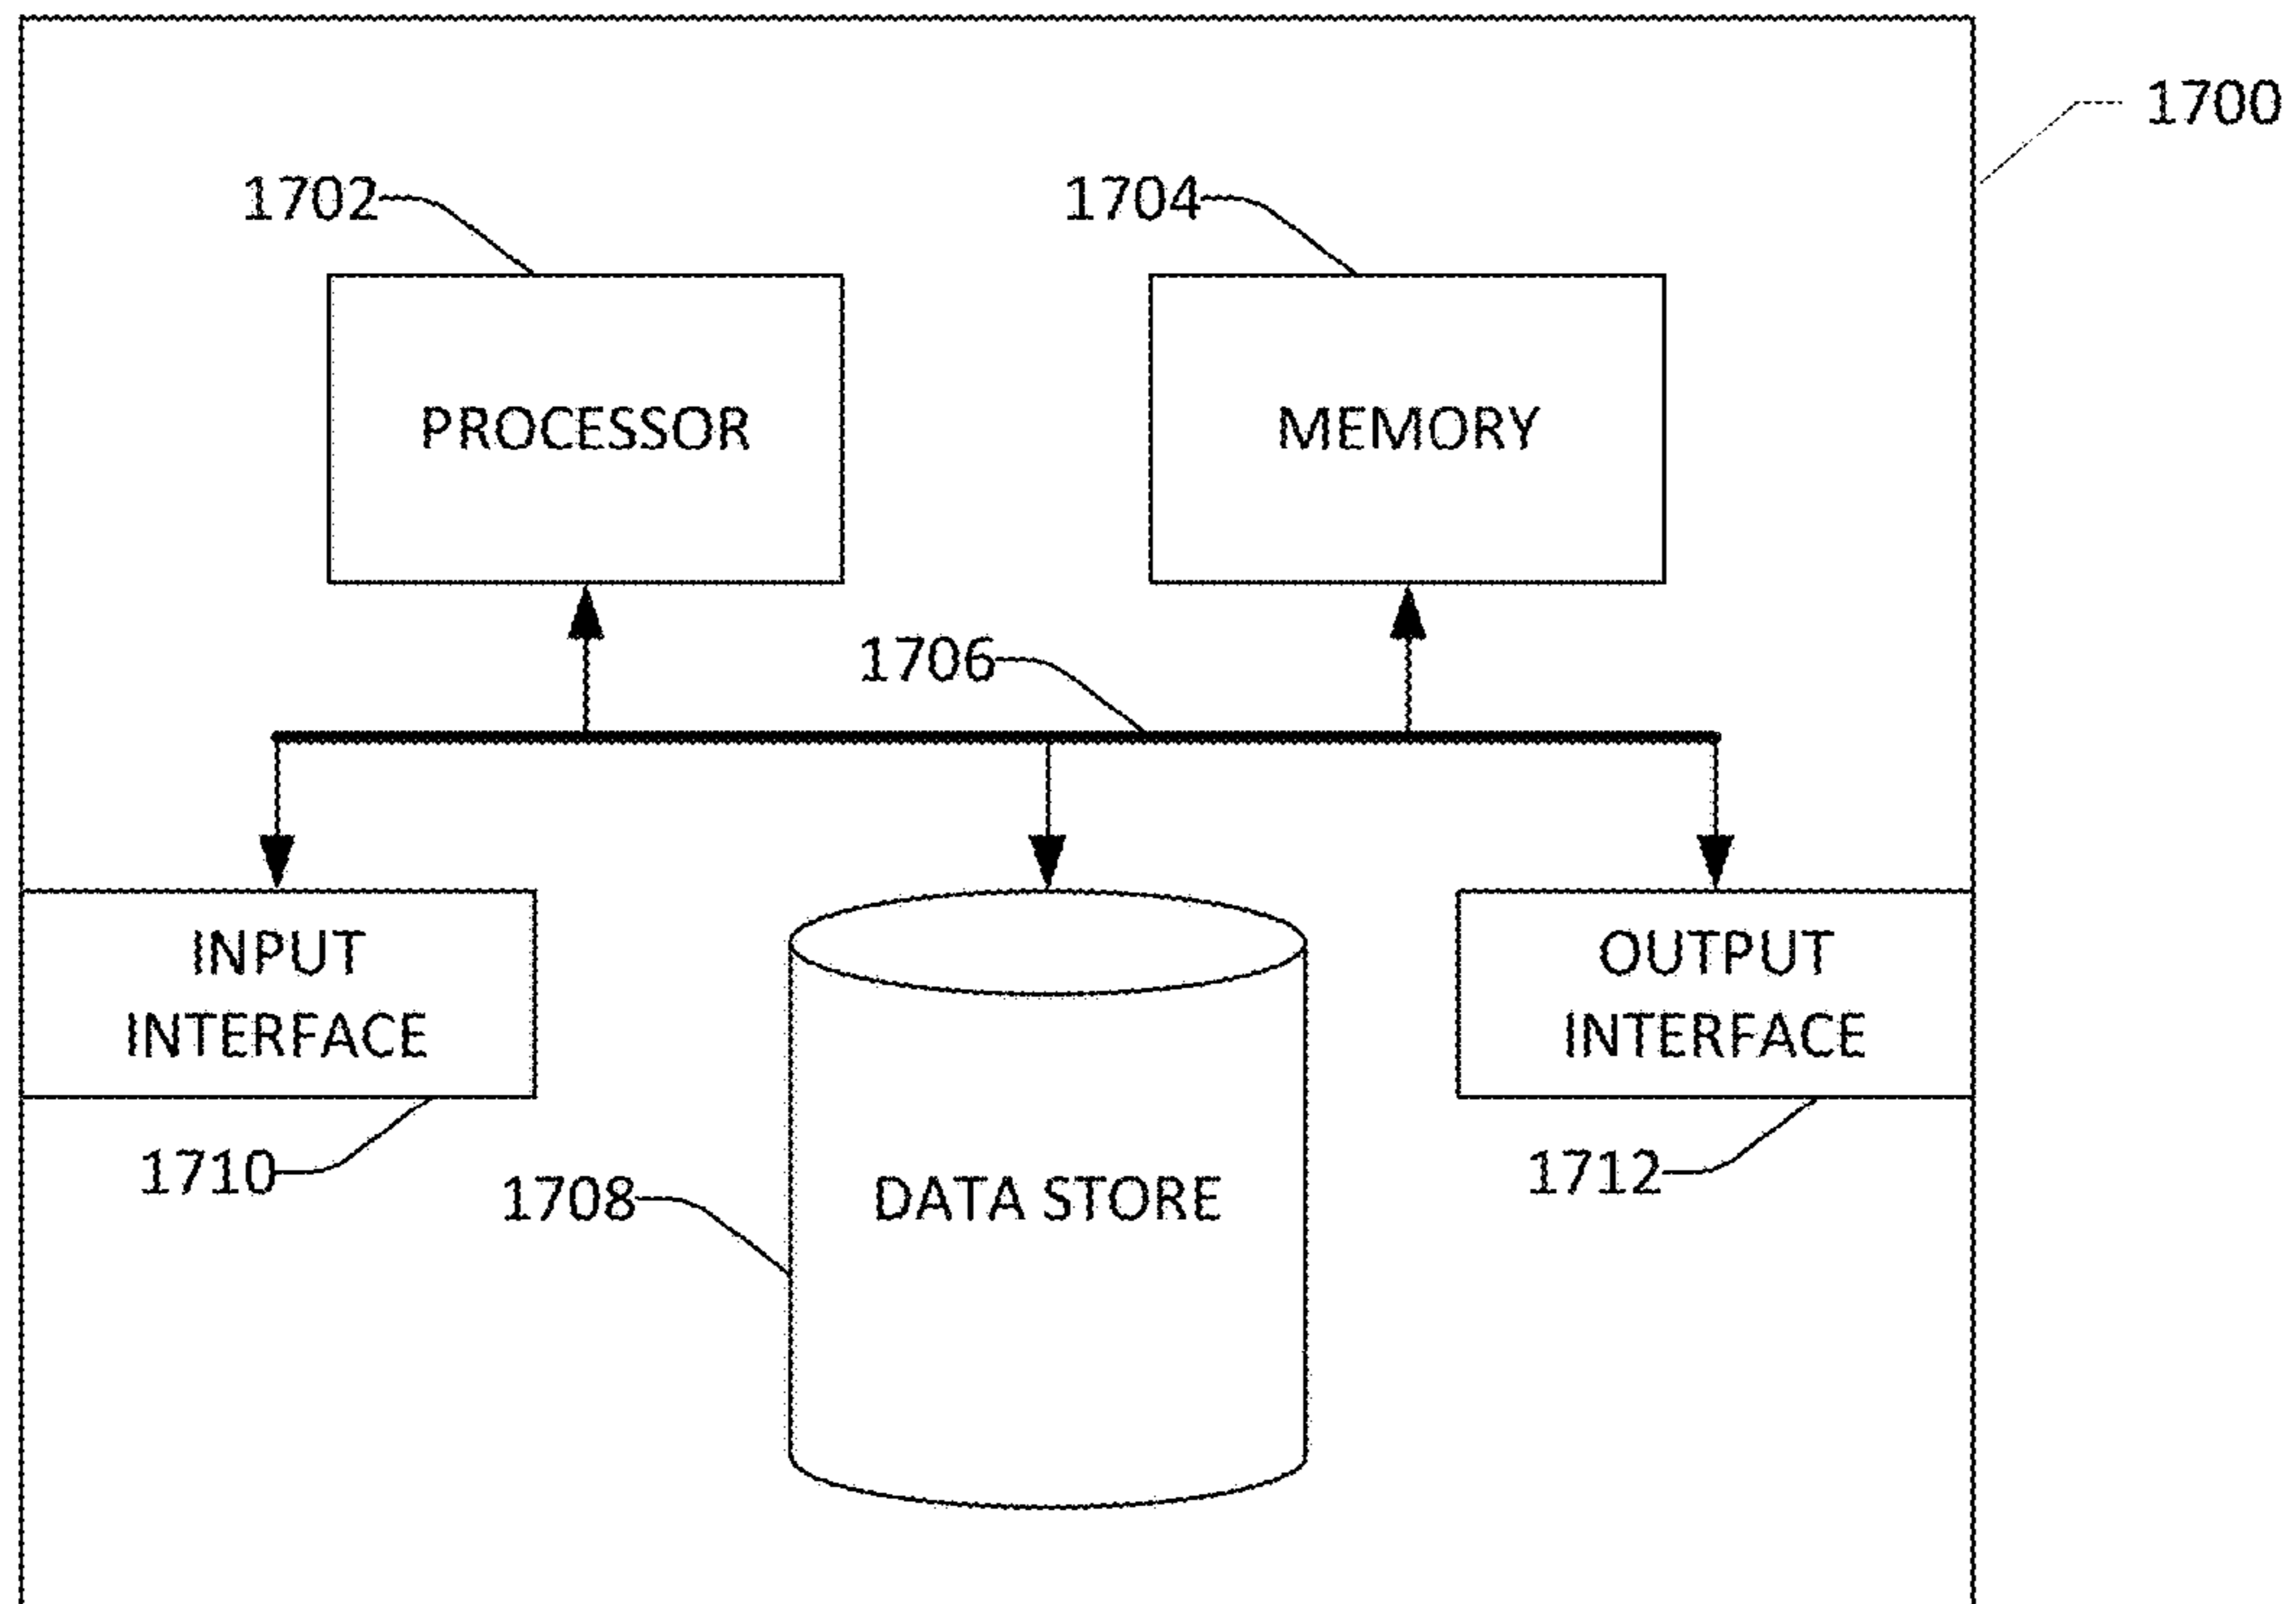 1700
1702
1704
PROCESSOR
MEMORY
1706
INPUT
INTERFACE
OUTPUT
INTERFACE
1710
1708
DATA STORE
1712